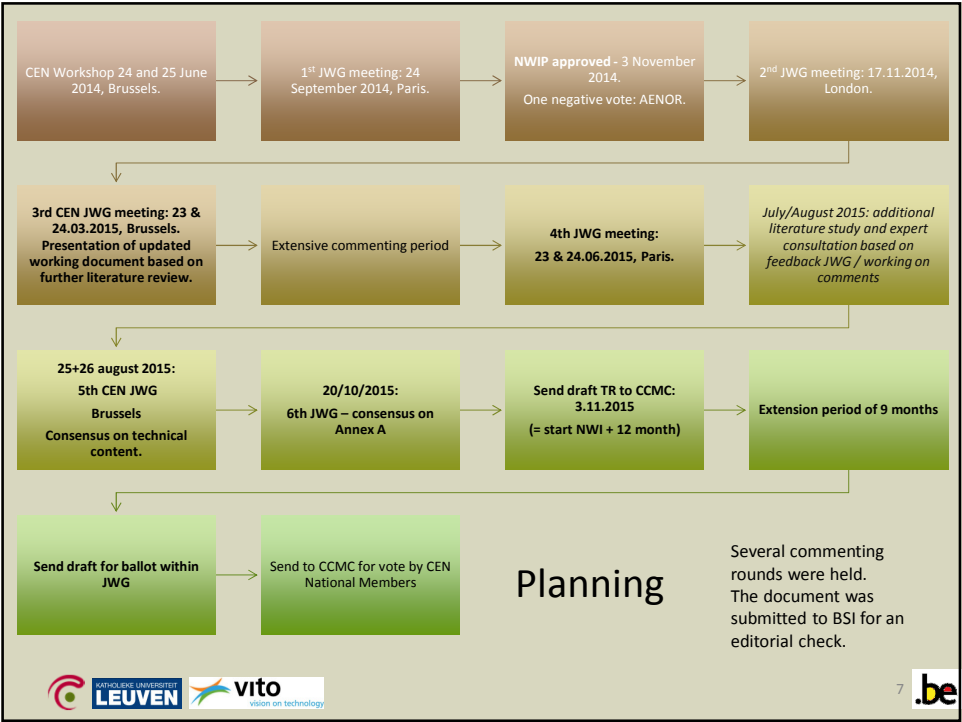 CEN Workshop 24 and 25 June
2014, Brussels.
1st JWG meeting: 24
September 2014, Paris.
NWIP approved - 3 November
2014.
One negative vote: AENOR.
2nd JWG meeting: 17.11.2014,
London.
3rd CEN JWG meeting: 23 &
24.03.2015, Brussels.
Presentation of updated
working document based on
further literature review.
Extensive commenting period
4th JWG meeting:
23 & 24.06.2015, Paris.
July/August 2015: additional
literature study and expert
consultation based on
feedback JWG / working on
comments
25+26 august 2015:
5th CEN JWG
Brussels
Consensus on technical
content.
20/10/2015:
6th JWG – consensus on
Annex A
Send draft TR to CCMC:
3.11.2015
(= start NWI + 12 month)
Extension period of 9 months
Send draft for ballot within
JWG
Send to CCMC for vote by CEN
National Members
Planning
Several commenting
rounds were held.
The document was
submitted to BSI for an
editorial check.
KATHOLIEKE UNIVERSITEIT
LEUVEN
vito
vision on technology
7
.be